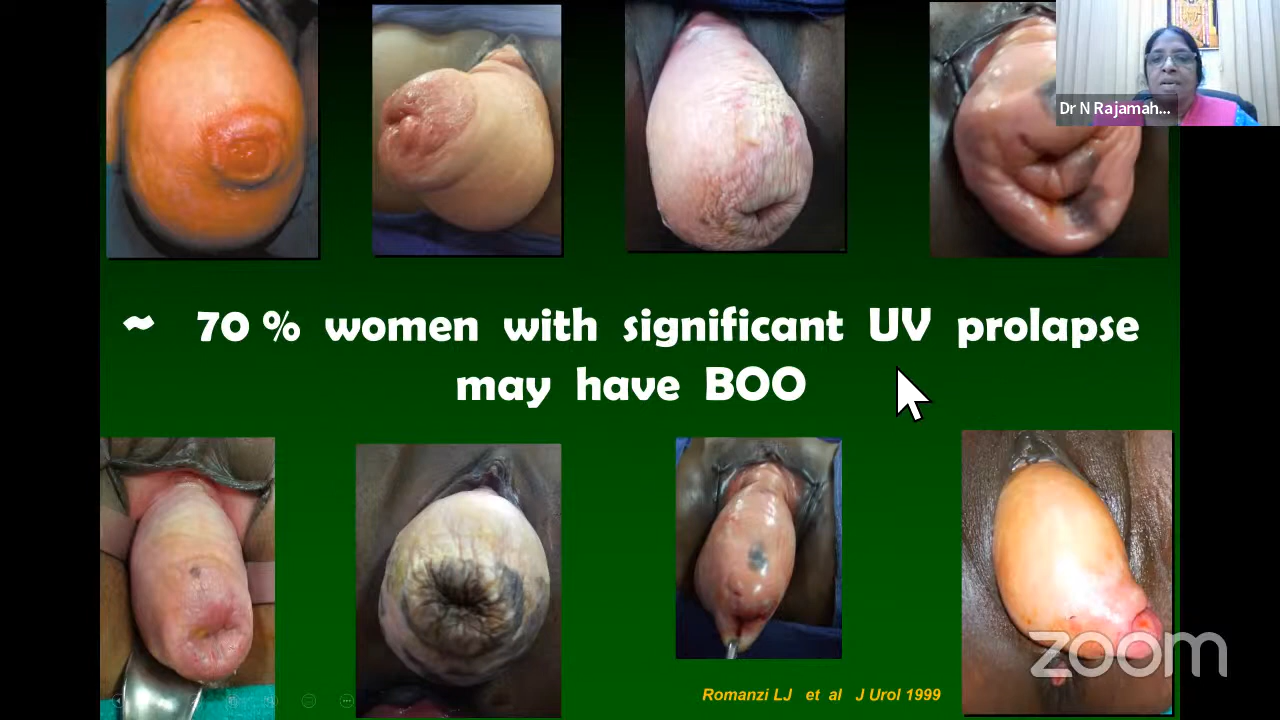 Dr N Rajamah...
~ 70 % women with significant UV prolapse
may have BOO
Romanzi LJ et al J Urol 1999
zoom